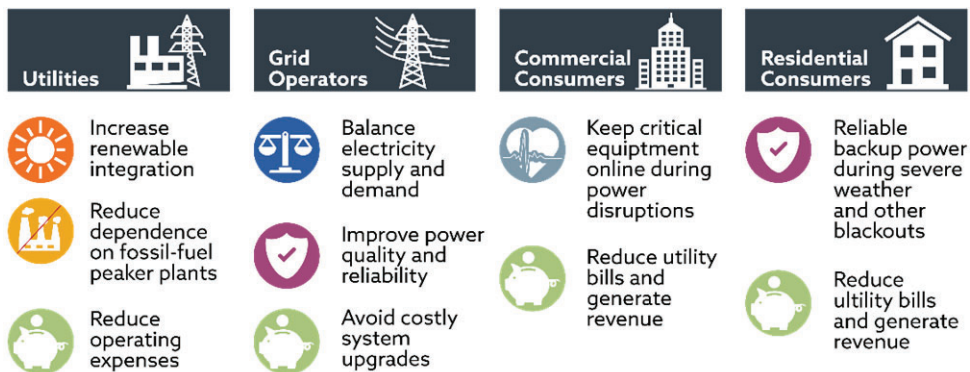 Utilities
Increase
renewable
integration
Reduce
dependence
on fossil-fuel
peaker plants
Reduce
operating
expenses
Grid
Operators
Balance
electricity
supply and
demand
Improve power
quality and
reliability
Avoid costly
system
upgrades
Commercial
Consumers
Keep critical
equiptment
online during
power
disruptions
Reduce utility
bills and
generate
revenue
Residential
Consumers
Reliable
backup power
during severe
weather
and other
blackouts
Reduce
ultility bills
and generate
revenue